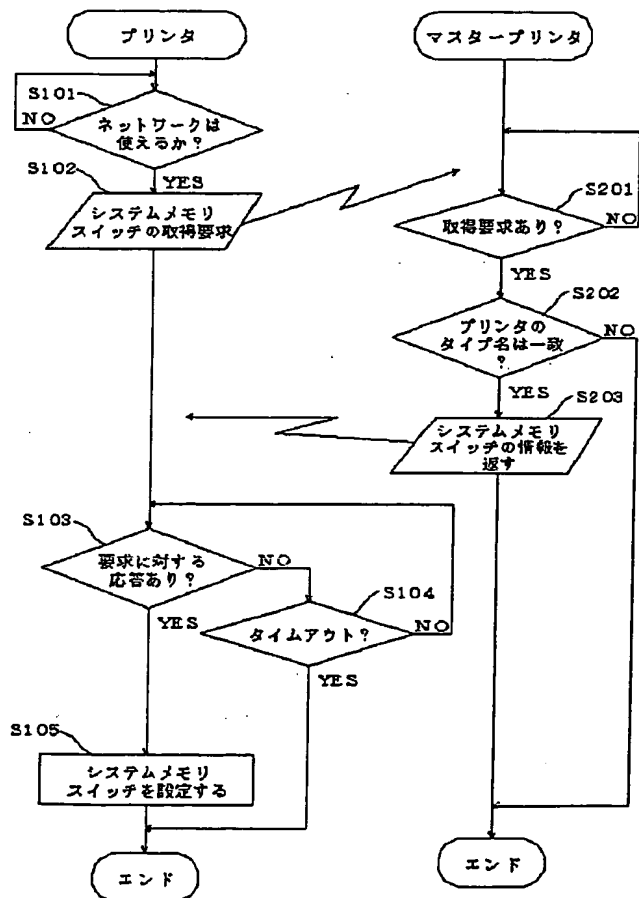 プリンタ
S101
NO
ネットワークは
使えるか?
S102
YES
システムメモリ
スイッチの取得要求
S103
要求に対する
応答あり?
NO
YES
S104
タイムアウト?
NO
YES
S105
システムメモリ
スイッチを設定する
エンド
マスタープリンタ
S201
取得要求あり?
NO
YES
S202
プリンタの
タイプ名は一致
?
NO
YES
S203
システムメモリ
スイッチの情報を
返す
エンド